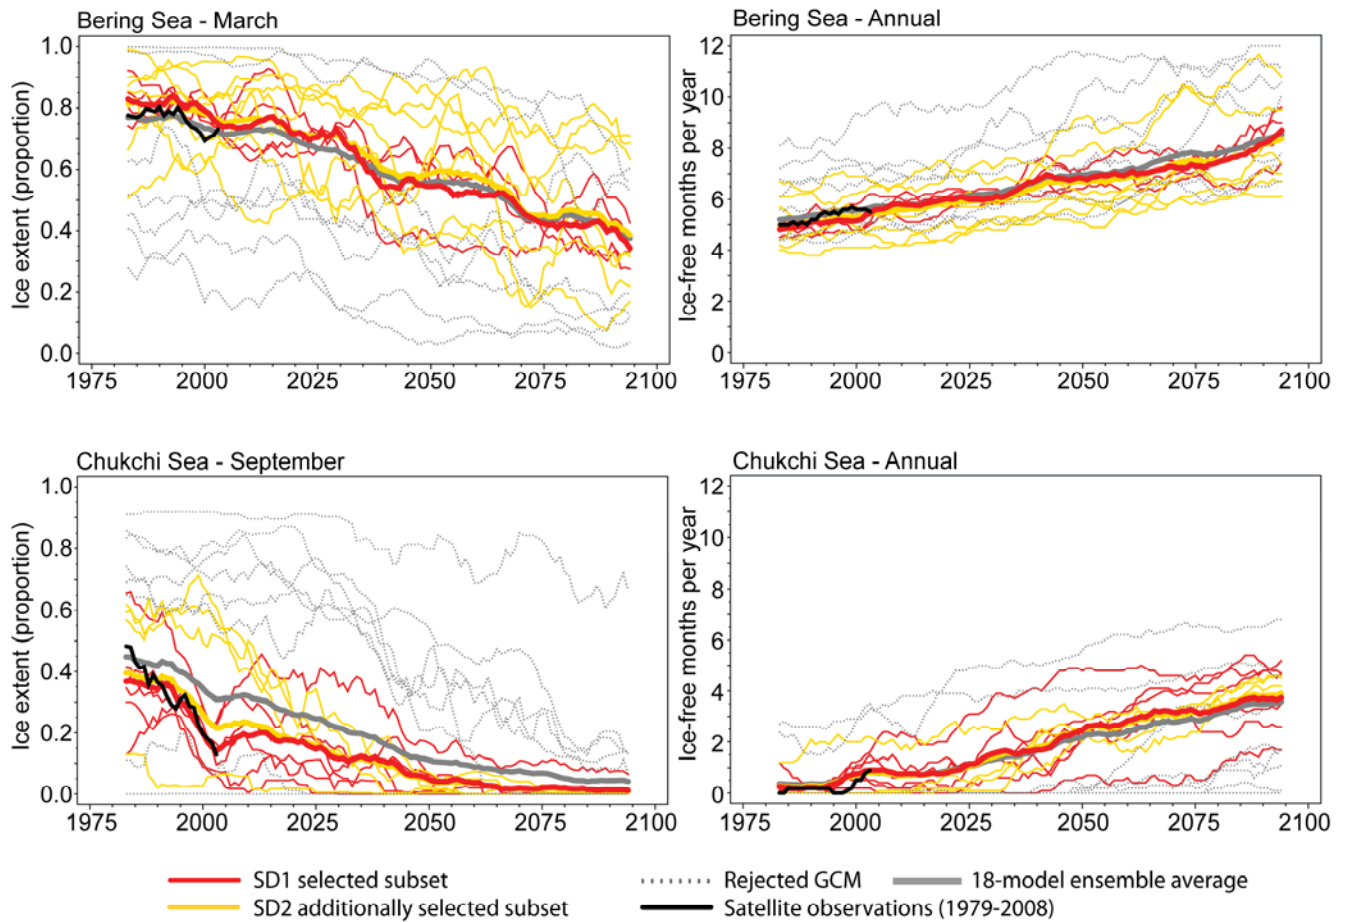 Bering Sea - March
Ice extent (proportion)
1.0
0.8
0.6
0.4
0.2
0.0
1975 2000 2025 2050 2075 2100
Bering Sea - Annual
Ice-free months per year
12
10
8
6
4
2
0
1975 2000 2025 2050 2075 2100
Chukchi Sea - September
Ice extent (proportion)
1.0
0.8
0.6
0.4
0.2
0.0
1975 2000 2025 2050 2075 2100
Chukchi Sea - Annual
Ice-free months per year
12
10
8
6
4
2
0
1975 2000 2025 2050 2075 2100
SD1 selected subset
Rejected GCM
18-model ensemble average
SD2 additionally selected subset
Satellite observations (1979-2008)